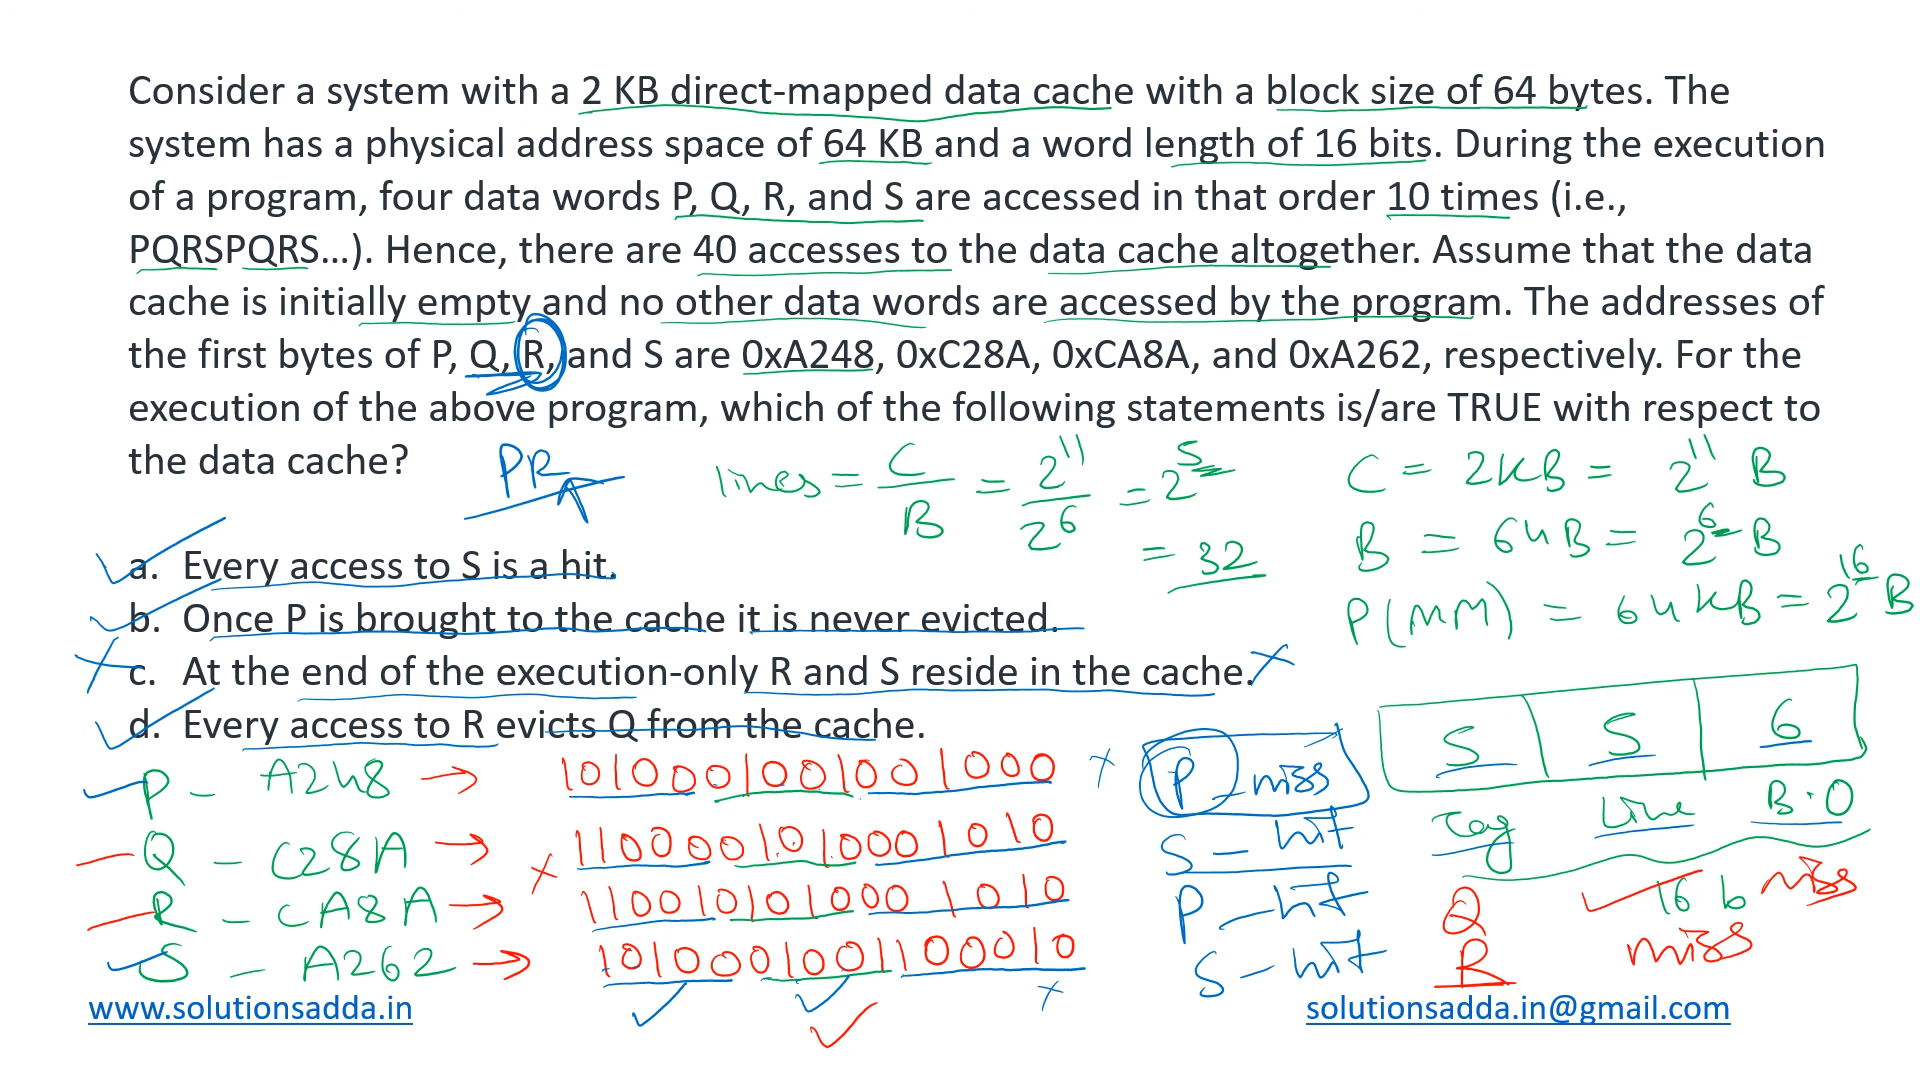 Consider a system with a 2 KB direct-mapped data cache with a block size of 64 bytes. The
system has a physical address space of 64 KB and a word length of 16 bits. During the execution
of a program, four data words P, Q, R, and S are accessed in that order 10 times (i.e.,
PQRSPQRS…). Hence, there are 40 accesses to the data cache altogether. Assume that the data
cache is initially empty and no other data words are accessed by the program. The addresses of
the first bytes of P, Q, R, and S are 0xA248, 0xC28A, 0xCA8A, and 0xA262, respectively. For the
execution of the above program, which of the following statements is/are TRUE with respect to
the data cache?
PR
lines = C/B = 2^11/2^6 = 2^5
= 32
C = 2KB = 2^11 B
B = 64B = 2^6 B
P(MM) = 64KB = 2^16 B
a. Every access to S is a hit.
b. Once P is brought to the cache it is never evicted.
c. At the end of the execution-only R and S reside in the cache.
d. Every access to R evicts Q from the cache.
5 5 6
Tag Line B.O
16 b
P - A248 → 1010001001001000
Q - C28A → 1100001010001010
R - CA8A → 1100101010001010
S - A262 → 1010001001100010
P - miss
S - hit
P - hit
S - hit
Q miss
R miss
www.solutionsadda.in
solutionsadda.in@gmail.com